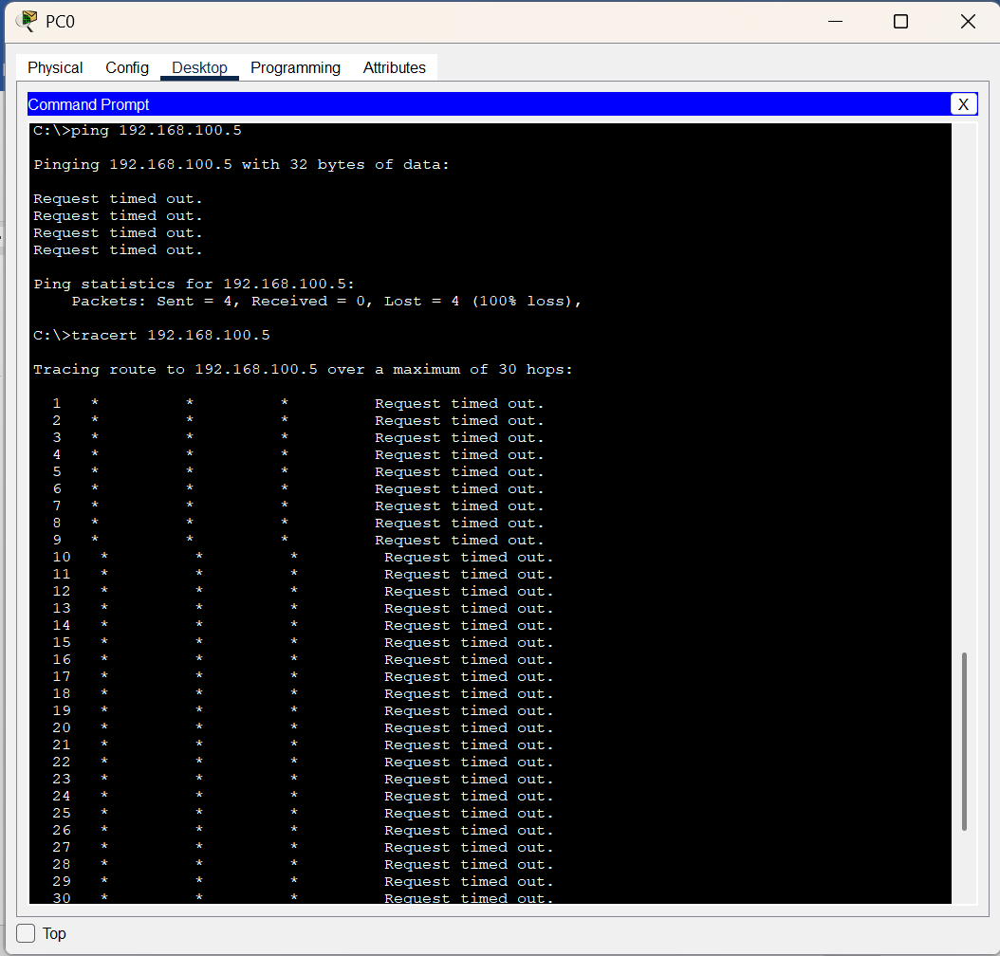 PC0
Physical Config Desktop Programming Attributes
Command Prompt X
C:\>ping 192.168.100.5
Pinging 192.168.100.5 with 32 bytes of data:
Request timed out.
Request timed out.
Request timed out.
Request timed out.
Ping statistics for 192.168.100.5:
Packets: Sent = 4, Received = 0, Lost = 4 (100% loss),
C:\>tracert 192.168.100.5
Tracing route to 192.168.100.5 over a maximum of 30 hops:
1 * * * Request timed out.
2 * * * Request timed out.
3 * * * Request timed out.
4 * * * Request timed out.
5 * * * Request timed out.
6 * * * Request timed out.
7 * * * Request timed out.
8 * * * Request timed out.
9 * * * Request timed out.
10 * * * Request timed out.
11 * * * Request timed out.
12 * * * Request timed out.
13 * * * Request timed out.
14 * * * Request timed out.
15 * * * Request timed out.
16 * * * Request timed out.
17 * * * Request timed out.
18 * * * Request timed out.
19 * * * Request timed out.
20 * * * Request timed out.
21 * * * Request timed out.
22 * * * Request timed out.
23 * * * Request timed out.
24 * * * Request timed out.
25 * * * Request timed out.
26 * * * Request timed out.
27 * * * Request timed out.
28 * * * Request timed out.
29 * * * Request timed out.
30 * * * Request timed out.
Top